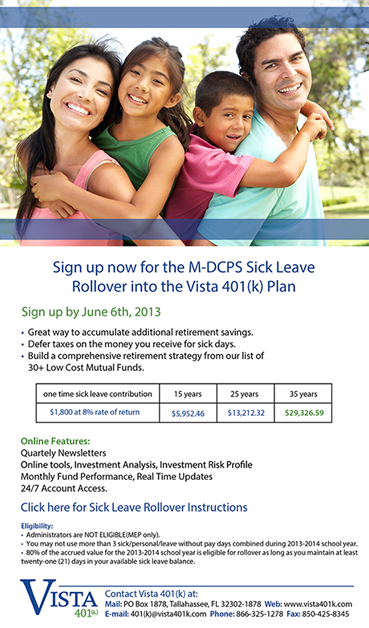 Sign up now for the M-DCPS Sick Leave
Rollover into the Vista 401(k) Plan
Sign up by June 6th, 2013
• Great way to accumulate additional retirement savings.
• Defer taxes on the money you receive for sick days.
• Build a comprehensive retirement strategy from our list of
30+ Low Cost Mutual Funds.
one time sick leave contribution 15 years 25 years 35 years
$1,800 at 8% rate of return $5,952.46 $13,212.32 $29,326.59
Online Features:
Quartely Newsletters
Online tools, Investment Analysis, Investment Risk Profile
Monthly Fund Performance, Real Time Updates
24/7 Account Access.
Click here for Sick Leave Rollover Instructions
Eligibility:
• Administrators are NOT ELIGIBLE(MEP only).
• You may not use more than 3 sick/personal/leave without pay days combined during 2013-2014 school year.
• 80% of the accrued value for the 2013-2014 school year is eligible for rollover as long as you maintain at least
twenty-one (21) days in your available sick leave balance.
VISTA
401(k)
Contact Vista 401(k) at:
Mail: PO BOX 1878, Tallahassee, FL 32302-1878 Web: www.vista401k.com
E-mail: 401(k)@vista401k.com Phone: 866-325-1278 Fax: 850-425-8345